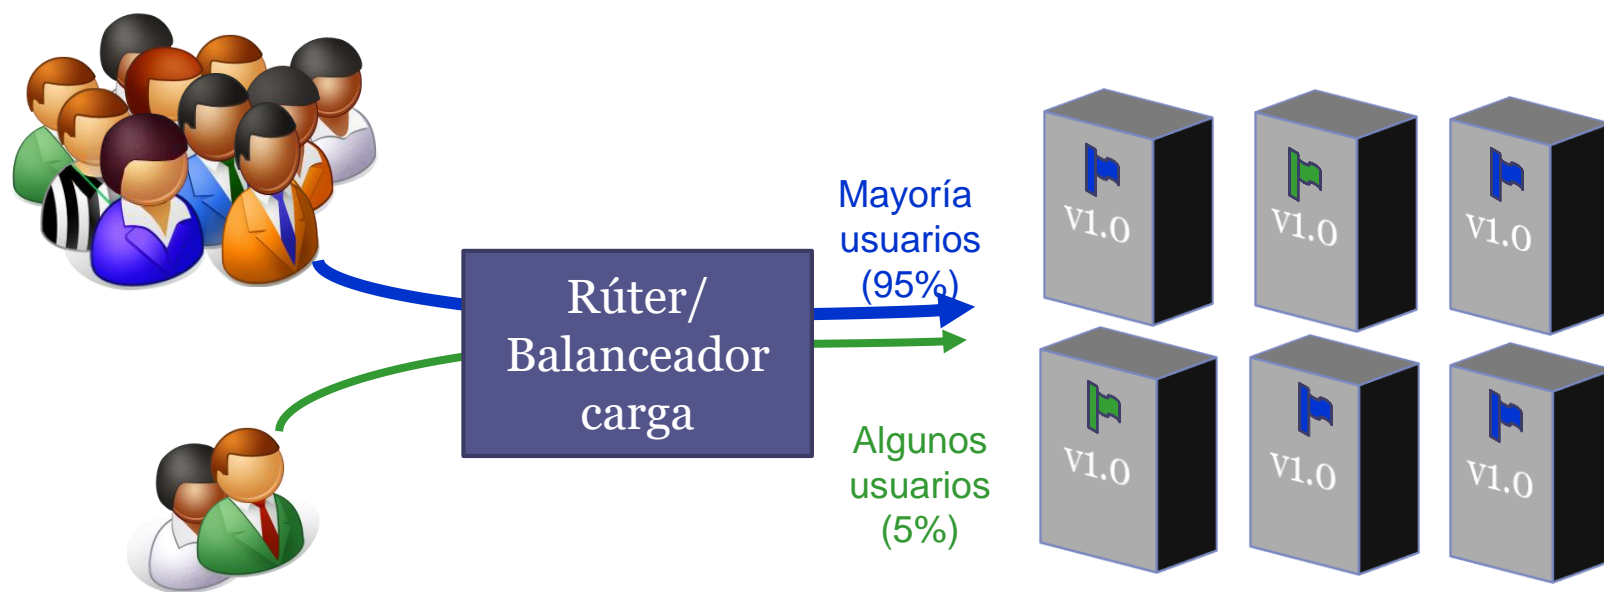 Mayoría
usuarios
(95%)
Rúter/
Balanceador
carga
Algunos
usuarios
(5%)
V1.0
V1.0
V1.0
V1.0
V1.0
V1.0